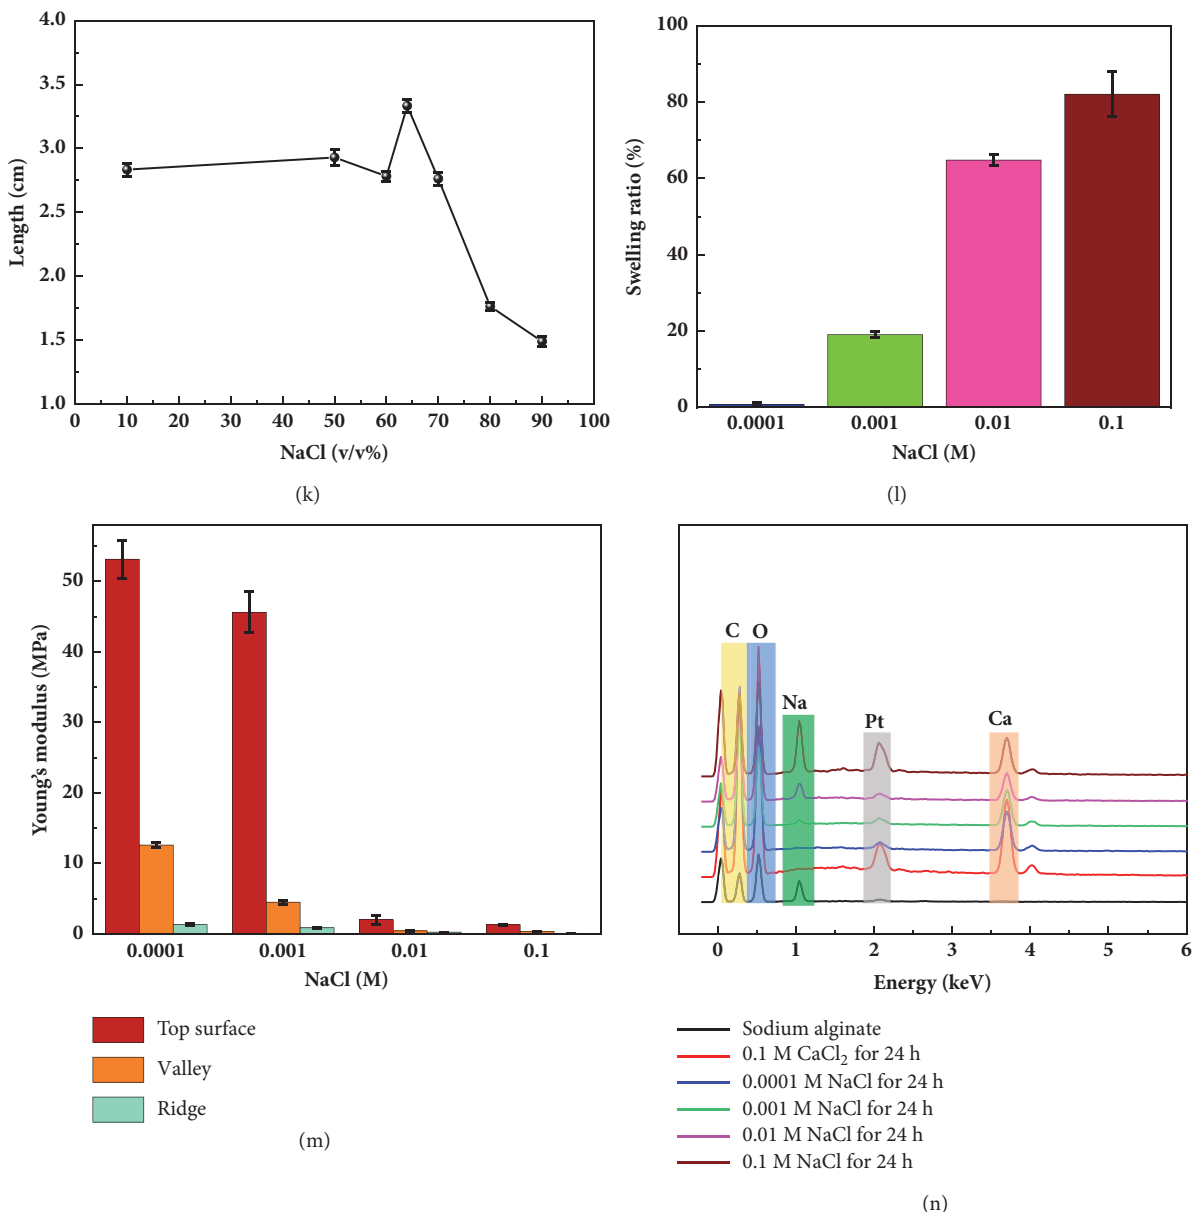 4.0
3.5
3.0
2.5
2.0
1.5
1.0
Length (cm)
0 10 20 30 40 50 60 70 80 90 100
NaCl (v/v%)
(k)
100
80
60
40
20
0
Swelling ratio (%)
0.0001 0.001 0.01 0.1
NaCl (M)
(l)
50
40
30
20
10
0
Young's modulus (MPa)
0.0001 0.001 0.01 0.1
NaCl (M)
Top surface
Valley
Ridge
(m)
C O
Na
Pt
Ca
0 1 2 3 4 5 6
Energy (keV)
Sodium alginate
0.1 M CaCl₂ for 24 h
0.0001 M NaCl for 24 h
0.001 M NaCl for 24 h
0.01 M NaCl for 24 h
0.1 M NaCl for 24 h
(n)